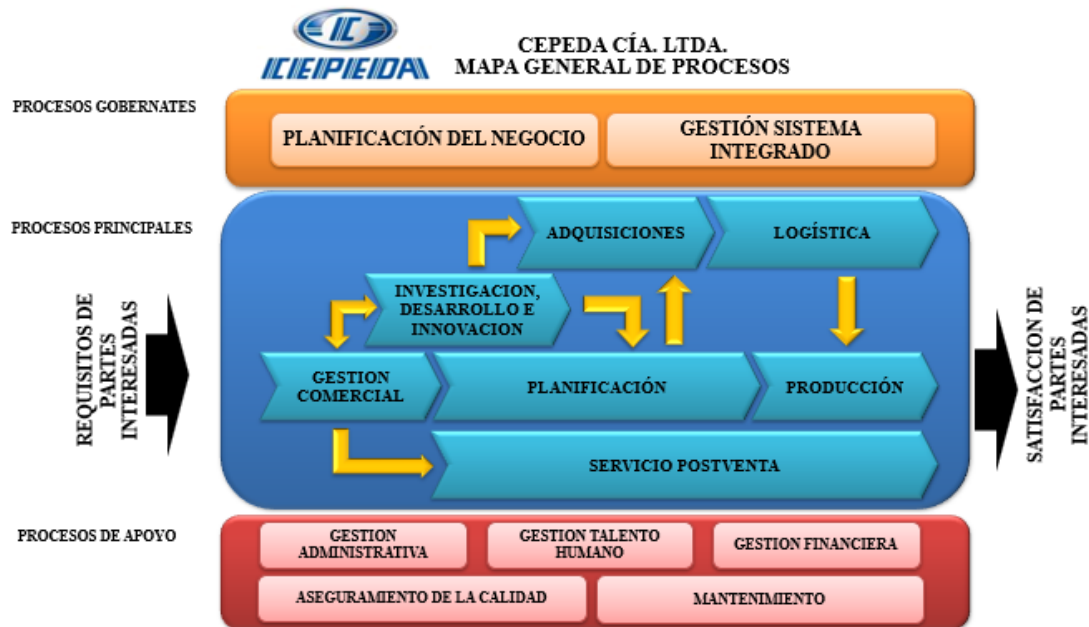 IC
CEPEDA
CEPEDA CÍA. LTDA.
MAPA GENERAL DE PROCESOS
PROCESOS GOBERNATES
PLANIFICACIÓN DEL NEGOCIO
GESTIÓN SISTEMA
INTEGRADO
PROCESOS PRINCIPALES
ADQUISICIONES
LOGÍSTICA
INVESTIGACION,
DESARROLLO E
INNOVACION
REQUISITOS DE
PARTES
INTERESADAS
GESTION
COMERCIAL
PLANIFICACIÓN
PRODUCCIÓN
SERVICIO POSTVENTA
SATISFACCION DE
PARTES
INTERESADAS
PROCESOS DE APOYO
GESTION
ADMINISTRATIVA
GESTION TALENTO
HUMANO
GESTION FINANCIERA
ASEGURAMIENTO DE LA CALIDAD
MANTENIMIENTO